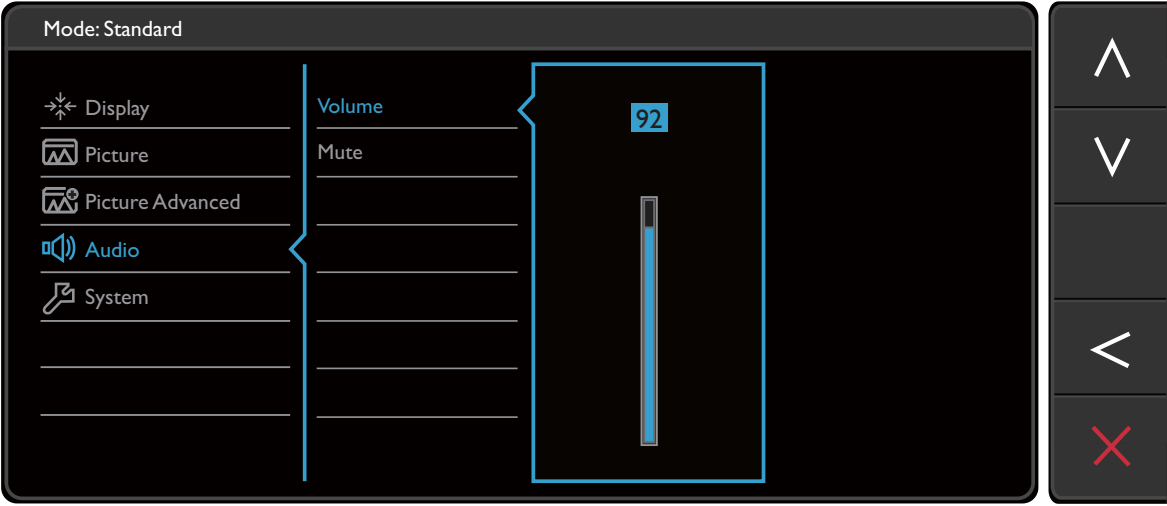 Mode: Standard
Display
Picture
Picture Advanced
Audio
System
Volume
Mute
92